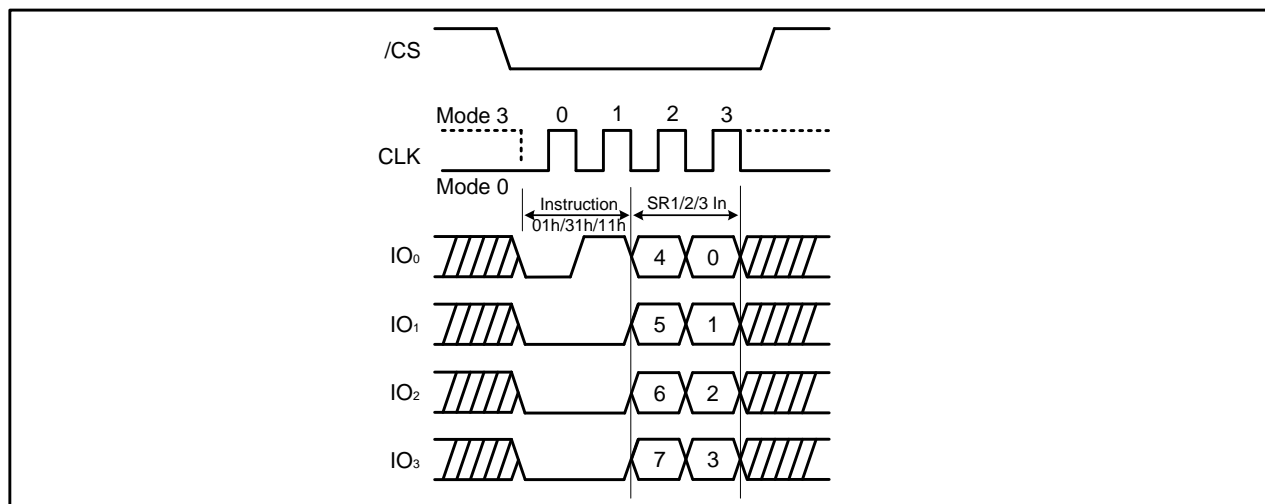 /CS
Mode 3 0 1 2 3
CLK
Mode 0
Instruction SR1/2/3 In
01h/31h/11h
IO₀ 4 0
IO₁ 5 1
IO₂ 6 2
IO₃ 7 3